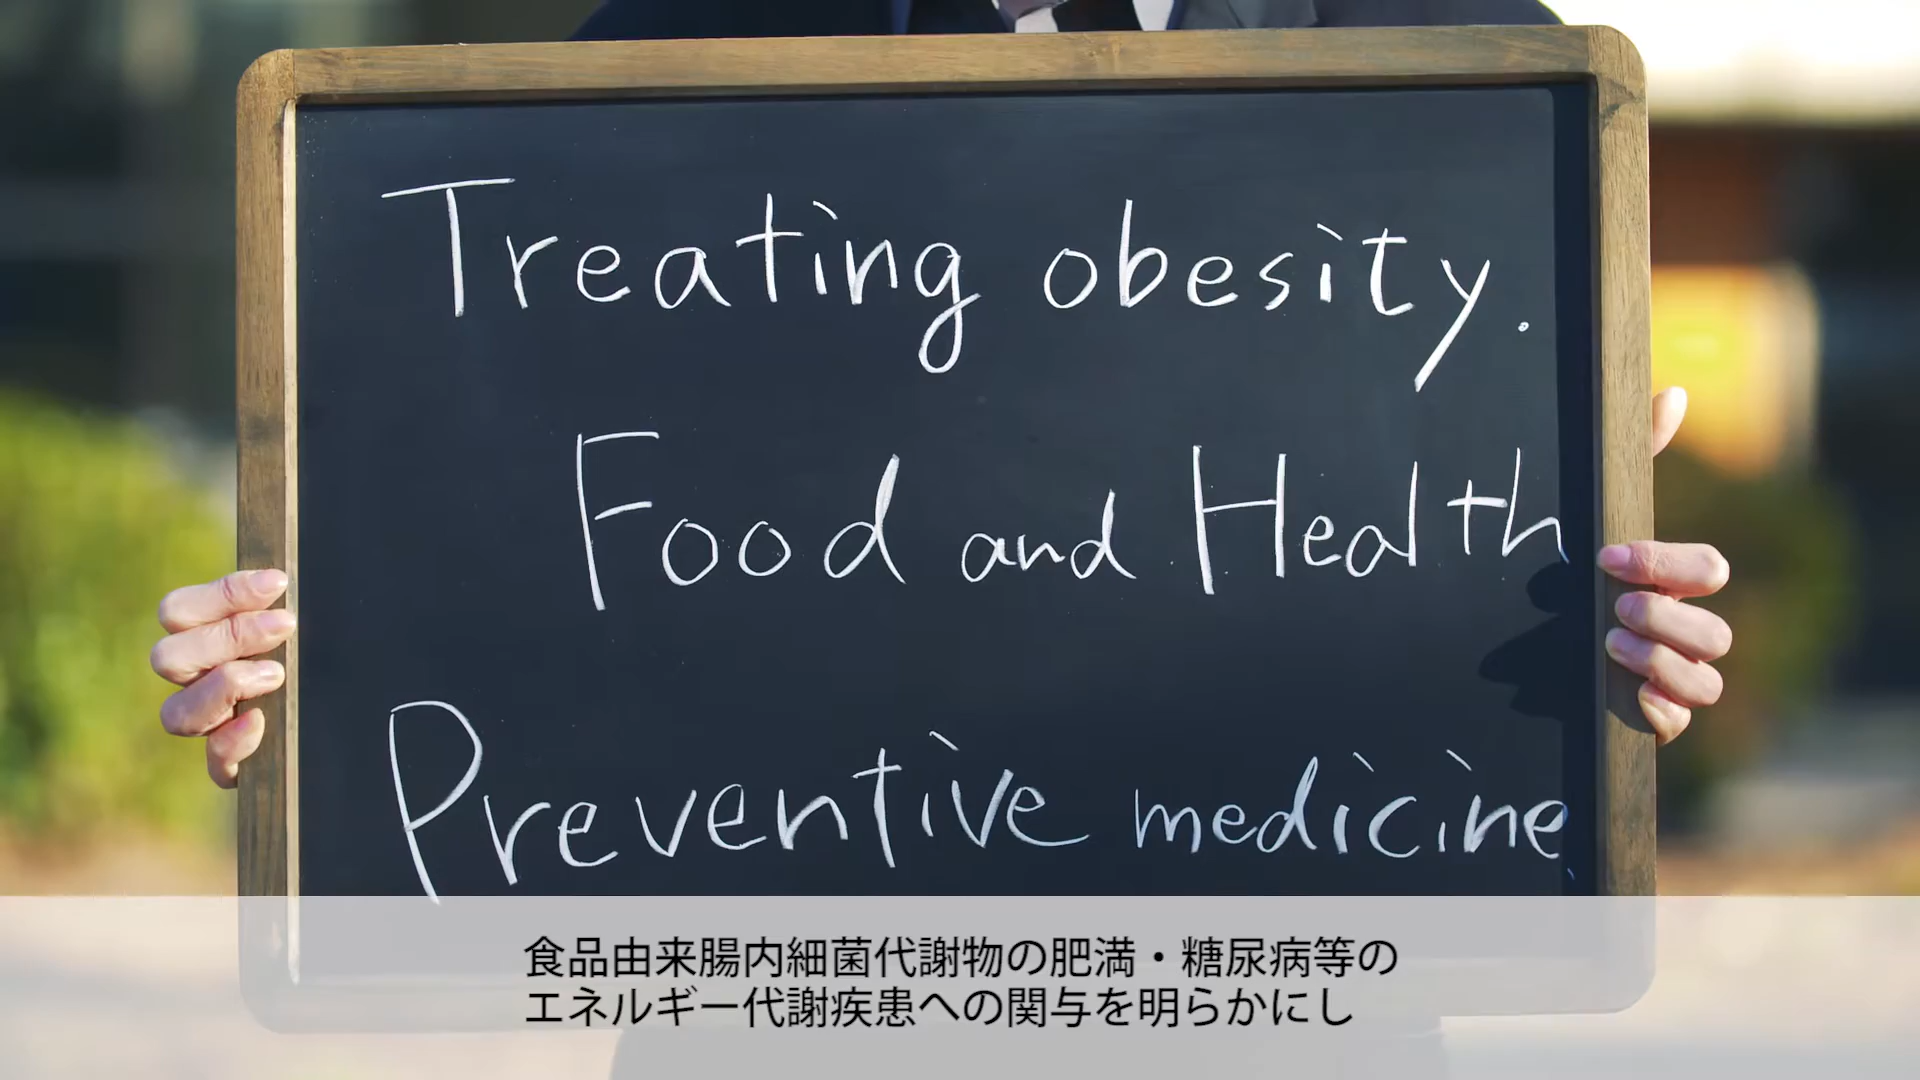 Treating obesity.
Food and Health
Preventive medicine
食品由来腸内細菌代謝物の肥満・糖尿病等の
エネルギー代謝疾患への関与を明らかにし